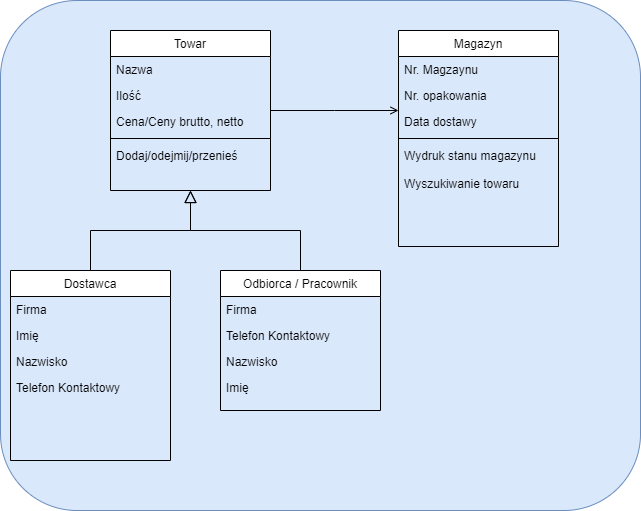 Towar
Nazwa
Ilość
Cena/Ceny brutto, netto
Dodaj/odejmij/przenieś
Magazyn
Nr. Magzaynu
Nr. opakowania
Data dostawy
Wydruk stanu magazynu
Wyszukiwanie towaru
Dostawca
Firma
Imię
Nazwisko
Telefon Kontaktowy
Odbiorca / Pracownik
Firma
Telefon Kontaktowy
Nazwisko
Imię